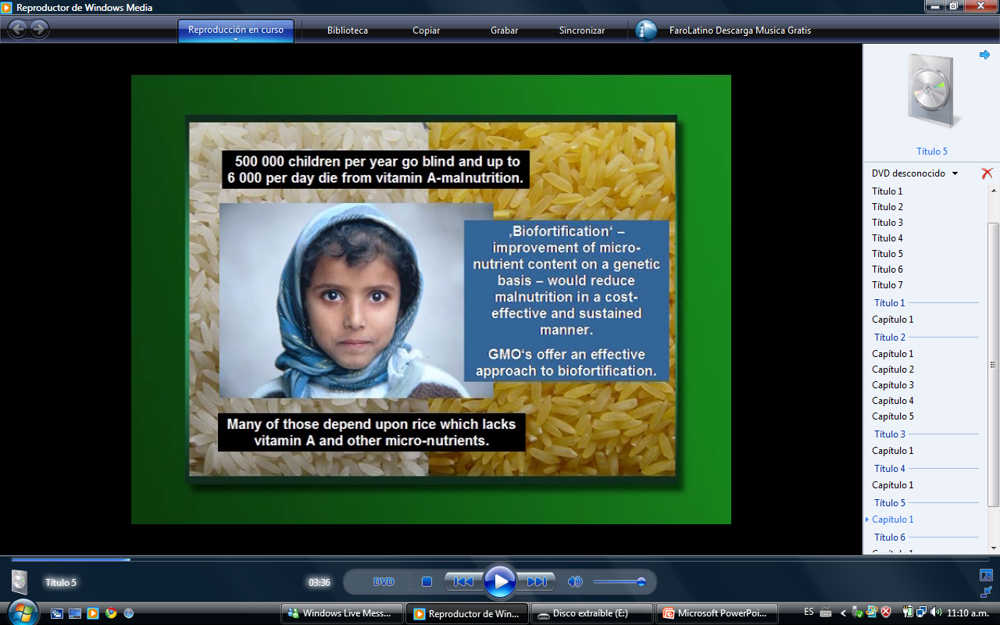 Reproductor de Windows Media
Reproducción en curso
Biblioteca
Copiar
Grabar
Sincronizar
FaroLatino Descarga Musica Gratis
500 000 children per year go blind and up to
6 000 per day die from vitamin A-malnutrition.
‚Biofortification‘ –
improvement of micro-
nutrient content on a genetic
basis – would reduce
malnutrition in a cost-
effective and sustained
manner.
GMO‘s offer an effective
approach to biofortification.
Many of those depend upon rice which lacks
vitamin A and other micro-nutrients.
Título 5
DVD desconocido
Título 1
Título 2
Título 3
Título 4
Título 5
Título 6
Título 7
Título 1
Capítulo 1
Título 2
Capítulo 1
Capítulo 2
Capítulo 3
Capítulo 4
Capítulo 5
Título 3
Capítulo 1
Título 4
Capítulo 1
Título 5
Capítulo 1
Título 6
Título 5
03:36
DVD
Windows Live Mess...
Reproductor de Win...
Disco extraíble (E:)
Microsoft PowerPoi...
ES
11:10 a.m.